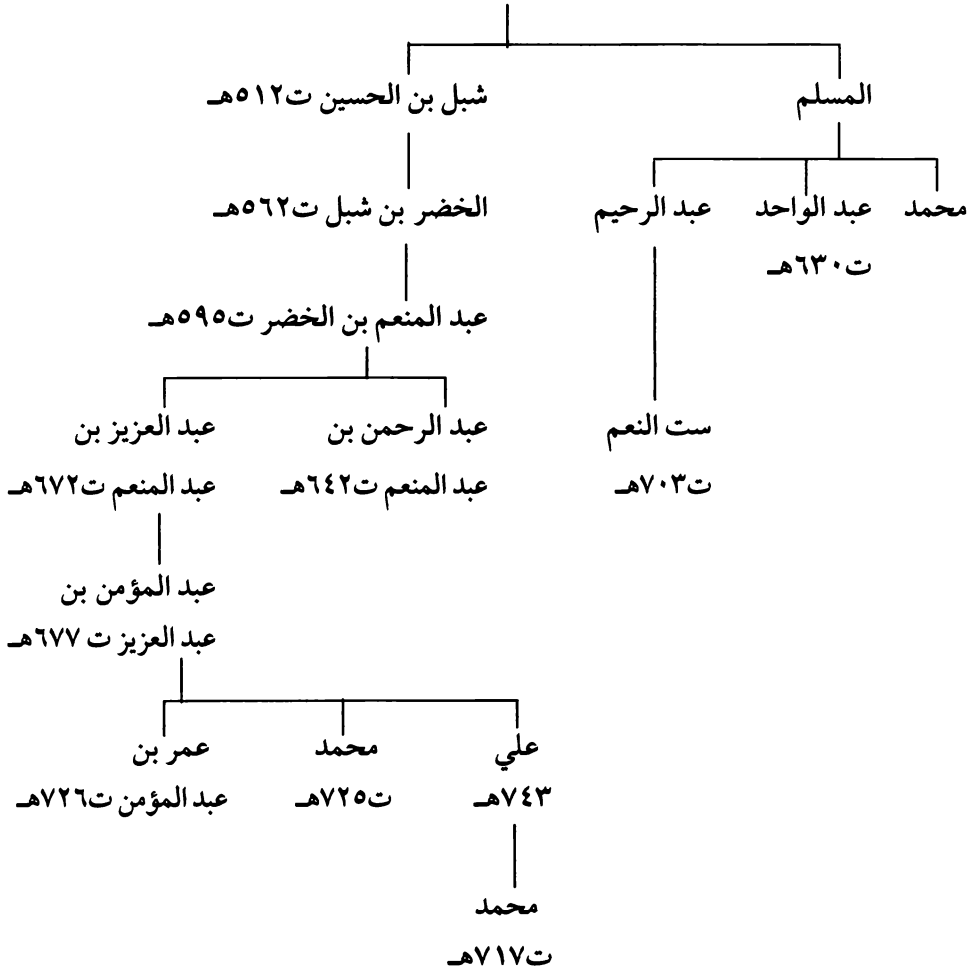 المسلم
شبل بن الحسين ت٥١٢هـ
محمد
عبد الواحد
ت٦٣٠هـ
عبد الرحيم
الخضر بن شبل ت٥٦٢هـ
عبد المنعم بن الخضر ت٥٩٥هـ
ست النعم
ت٧٠٣هـ
عبد الرحمن بن
عبد المنعم ت٦٤٢هـ
عبد العزيز بن
عبد المنعم ت٦٧٢هـ
عبد المؤمن بن
عبد العزيز ت ٦٧٧هـ
علي
٧٤٣هـ
محمد
ت٧٢٥هـ
عمر بن
عبد المؤمن ت٧٢٦هـ
محمد
ت٧١٧هـ